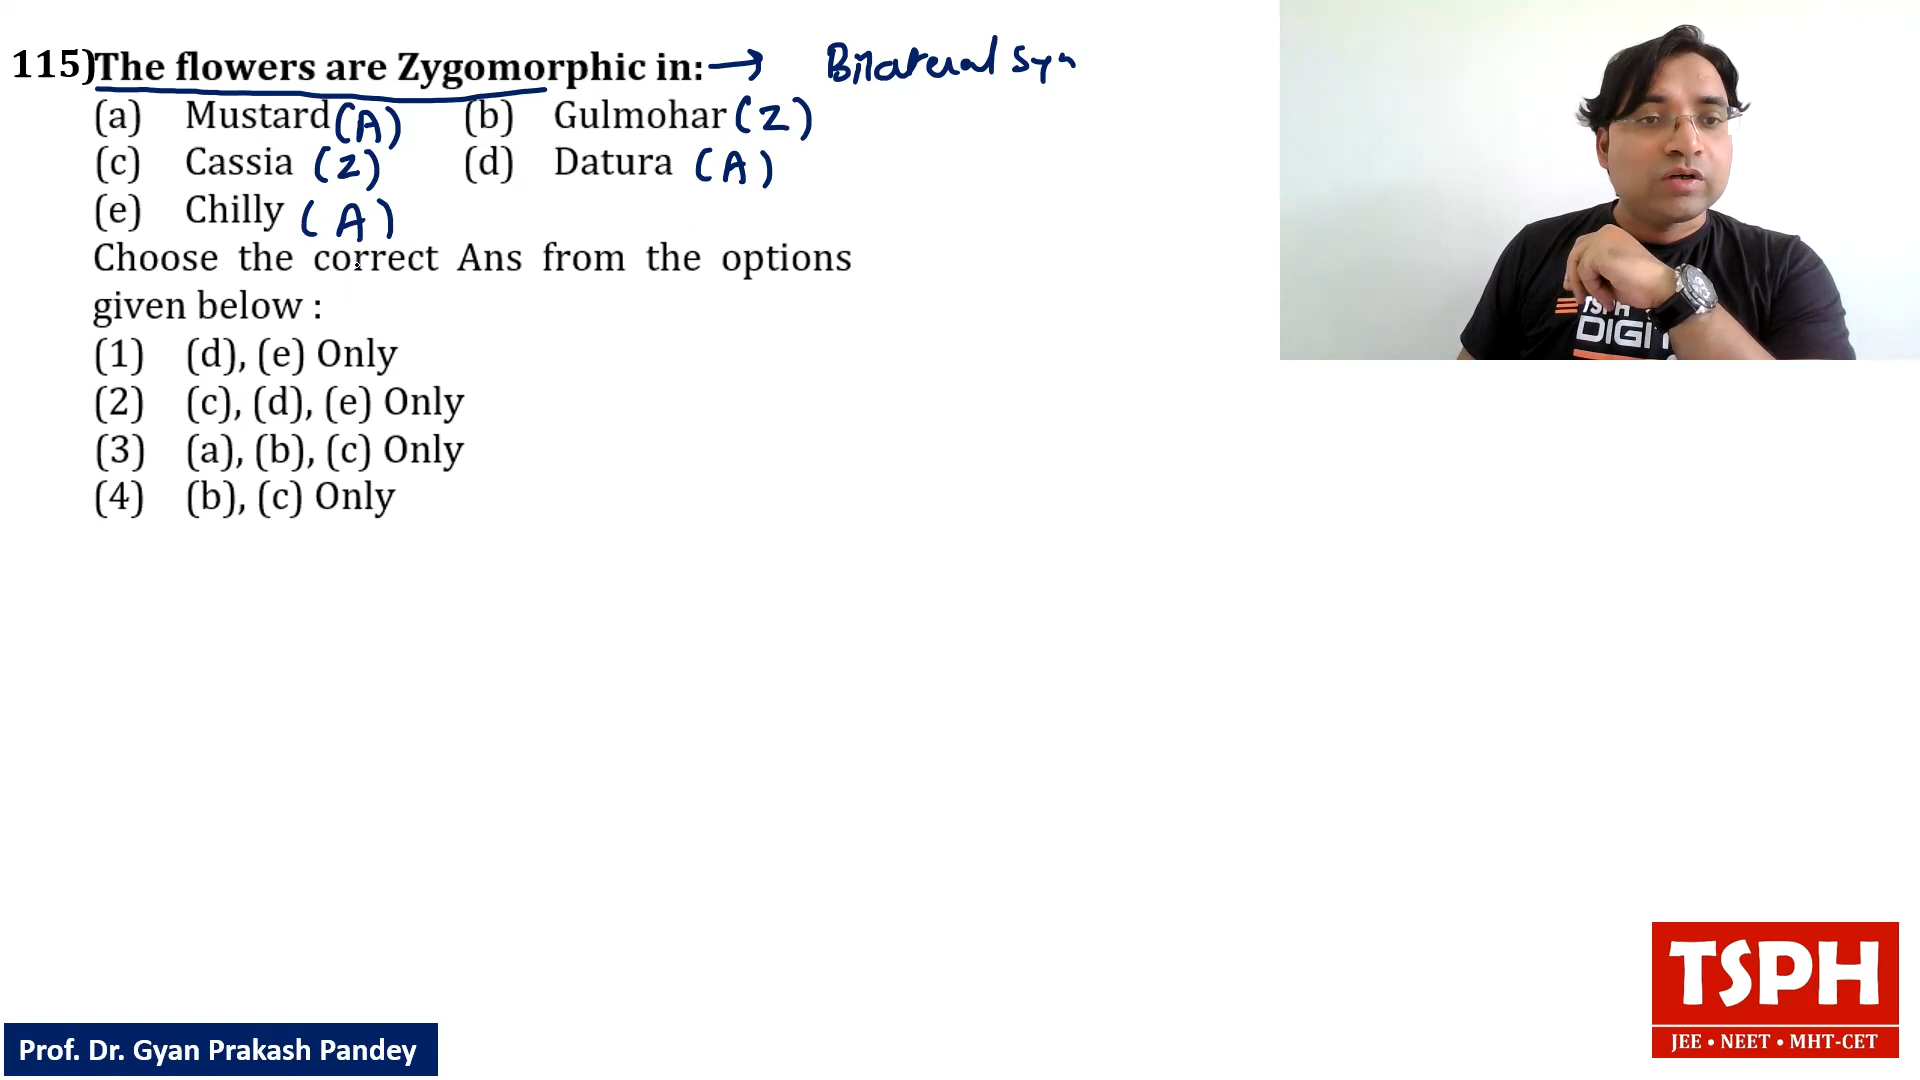 115) The flowers are Zygomorphic in: → Bilateral Sym
(a) Mustard (A) (b) Gulmohar (Z)
(c) Cassia (Z) (d) Datura (A)
(e) Chilly (A)
Choose the correct Ans from the options
given below :
(1) (d), (e) Only
(2) (c), (d), (e) Only
(3) (a), (b), (c) Only
(4) (b), (c) Only
TSPH
DIGI
TSPH
JEE • NEET • MHT-CET
Prof. Dr. Gyan Prakash Pandey